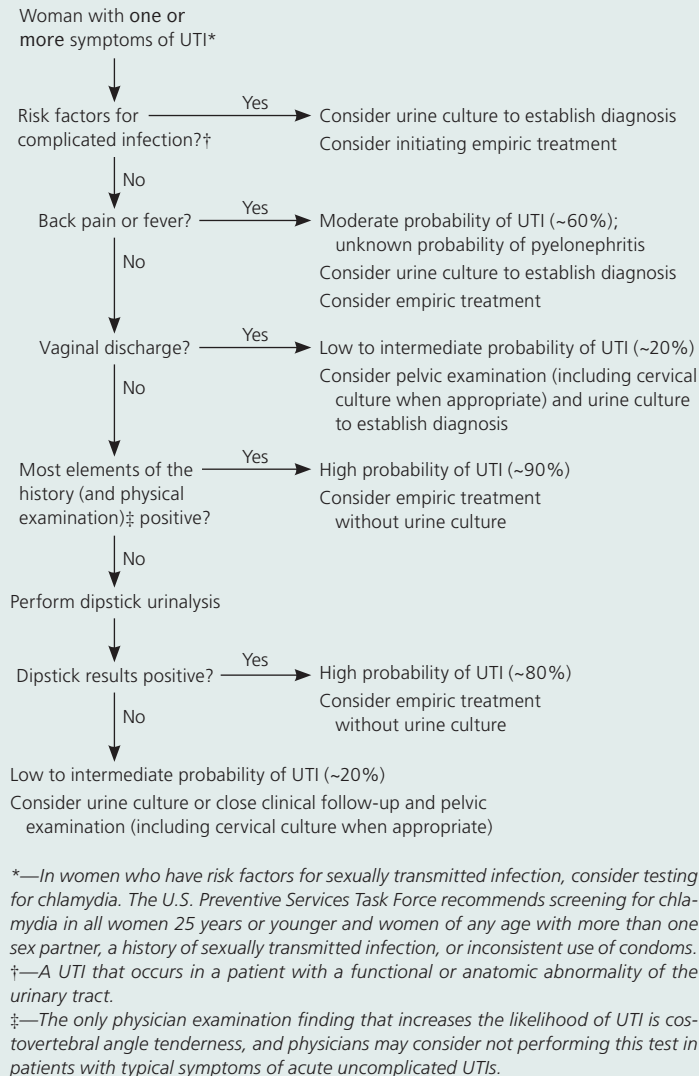 Woman with one or
more symptoms of UTI*
Risk factors for
complicated infection?†
Yes
Consider urine culture to establish diagnosis
Consider initiating empiric treatment
No
Back pain or fever?
Yes
Moderate probability of UTI (~60%);
unknown probability of pyelonephritis
Consider urine culture to establish diagnosis
Consider empiric treatment
No
Vaginal discharge?
Yes
Low to intermediate probability of UTI (~20%)
Consider pelvic examination (including cervical
culture when appropriate) and urine culture
to establish diagnosis
No
Most elements of the
history (and physical
examination)‡ positive?
Yes
High probability of UTI (~90%)
Consider empiric treatment
without urine culture
No
Perform dipstick urinalysis
Dipstick results positive?
Yes
High probability of UTI (~80%)
Consider empiric treatment
without urine culture
No
Low to intermediate probability of UTI (~20%)
Consider urine culture or close clinical follow-up and pelvic
examination (including cervical culture when appropriate)
*—In women who have risk factors for sexually transmitted infection, consider testing
for chlamydia. The U.S. Preventive Services Task Force recommends screening for chla-
mydia in all women 25 years or younger and women of any age with more than one
sex partner, a history of sexually transmitted infection, or inconsistent use of condoms.
†—A UTI that occurs in a patient with a functional or anatomic abnormality of the
urinary tract.
‡—The only physician examination finding that increases the likelihood of UTI is cos-
tovertebral angle tenderness, and physicians may consider not performing this test in
patients with typical symptoms of acute uncomplicated UTIs.